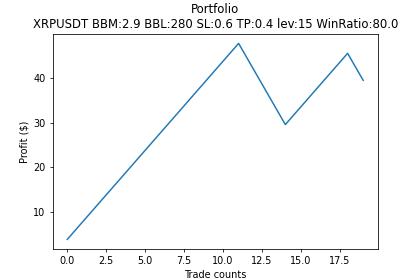 Portfolio
XRPUSDT BBM:2.9 BBL:280 SL:0.6 TP:0.4 lev:15 WinRatio:80.0
40
30
20
10
Profit ($)
0.0 2.5 5.0 7.5 10.0 12.5 15.0 17.5
Trade counts